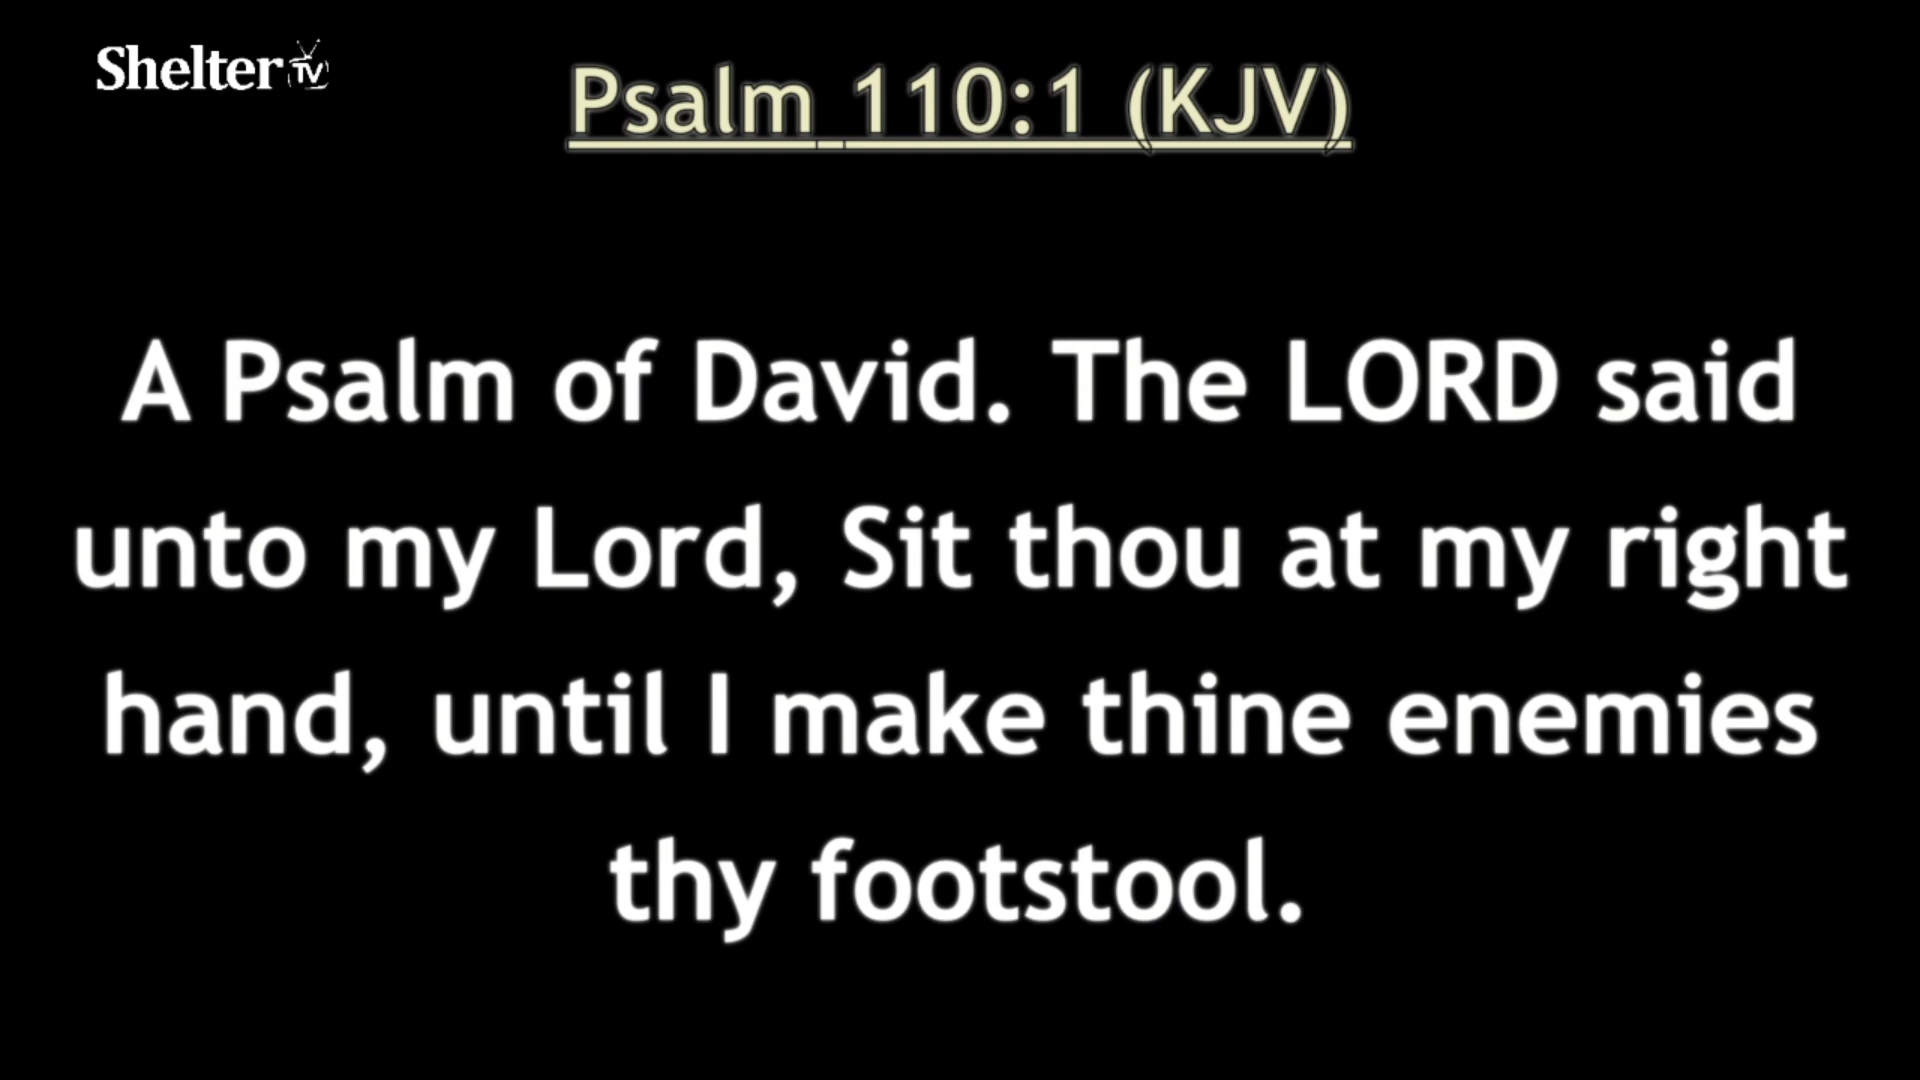 Shelter TV
Psalm 110:1 (KJV)
A Psalm of David. The LORD said
unto my Lord, Sit thou at my right
hand, until I make thine enemies
thy footstool.